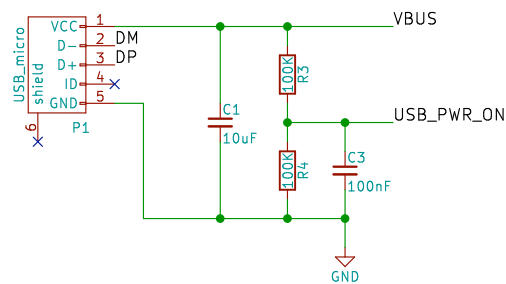 VCC 1
D- 2 DM
D+ 3 DP
ID 4
GND 5
USB_micro
shield
6
P1
VBUS
100K
R3
C1
10uF
USB_PWR_ON
100K
R4
C3
100nF
GND